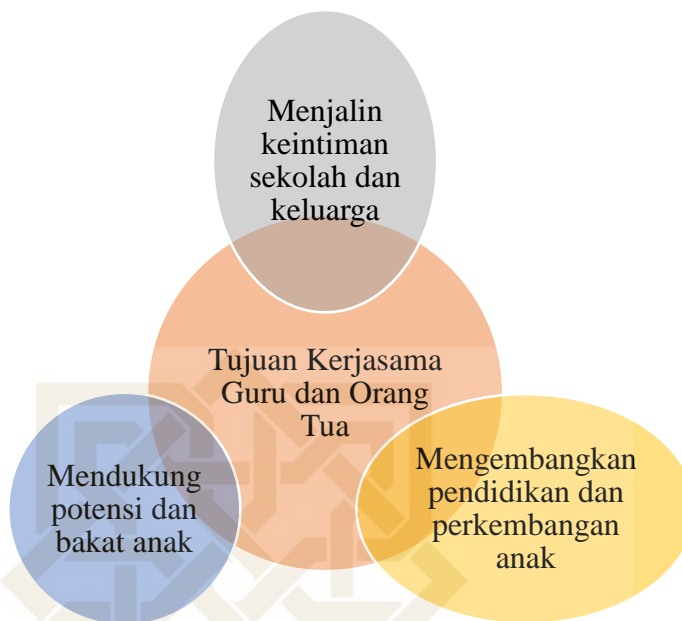 Menjalin
keintiman
sekolah dan
keluarga
Tujuan Kerjasama
Guru dan Orang
Tua
Mendukung
potensi dan
bakat anak
Mengembangkan
pendidikan dan
perkembangan
anak